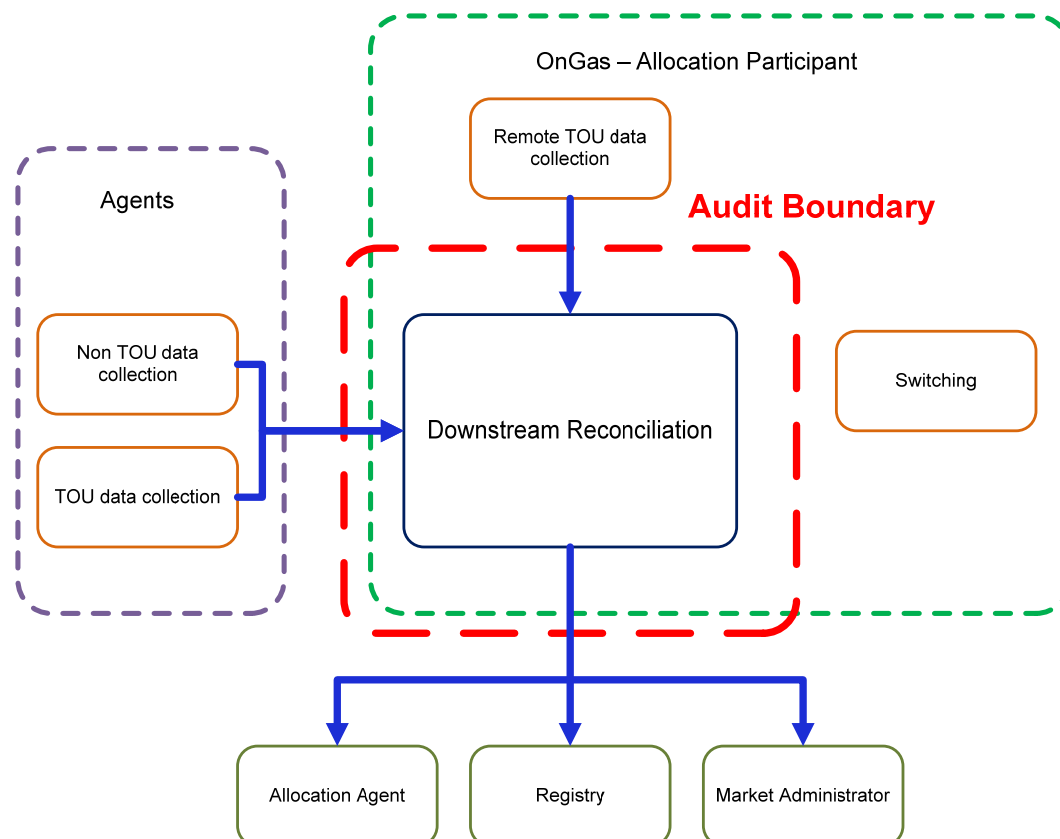 OnGas – Allocation Participant
Remote TOU data
collection
Agents
Audit Boundary
Non TOU data
collection
Downstream Reconciliation
Switching
TOU data collection
Allocation Agent
Registry
Market Administrator